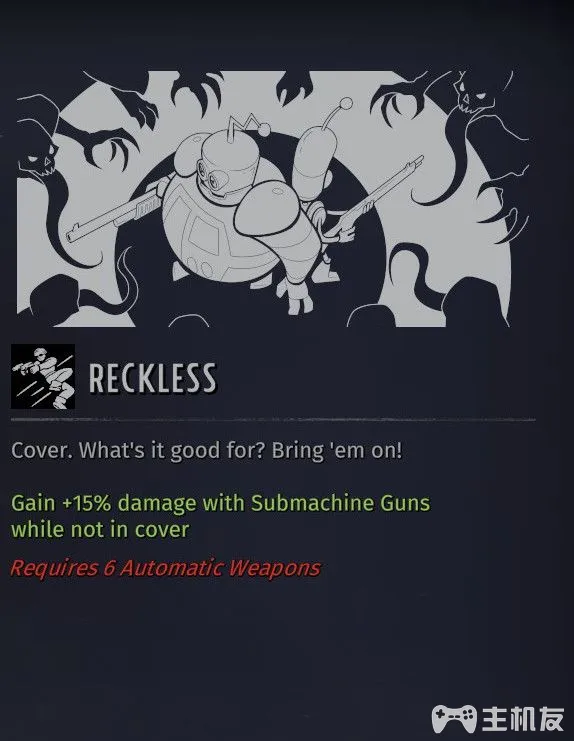 RECKLESS
Cover. What's it good for? Bring 'em on!
Gain +15% damage with Submachine Guns
while not in cover
Requires 6 Automatic Weapons
主机友